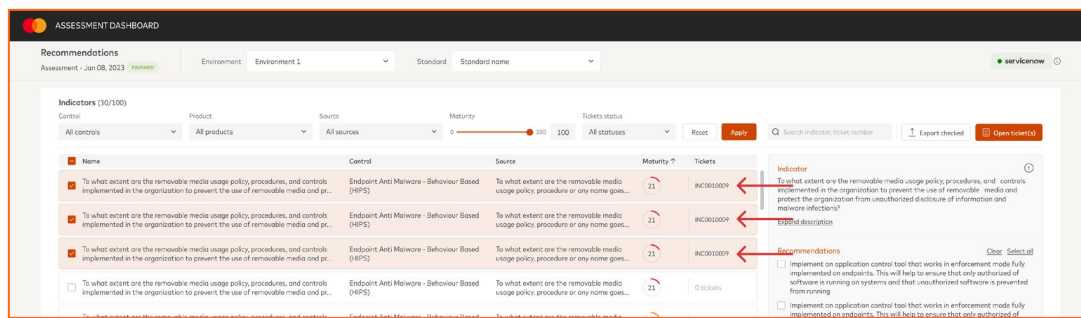 ASSESSMENT DASHBOARD
Recommendations
Assessment - Jan 08, 2023 FINISHED
Environment Environment 1
Standard Standard name
servicenow
Indicators (30/100)
Control Product Source Maturity Tickets status
All controls All products All sources 0 100 100 All statuses Reset Apply Search indicator, ticket number Export checked Open ticket(s)
Name Control Source Maturity Tickets
To what extent are the removable media usage policy, procedures, and controls
implemented in the organization to prevent the use of removable media and pr...
Endpoint Anti Malware - Behaviour Based
(HIPS)
To what extent are the removable media
usage policy, procedure or any name goes...
21
INC0010009
To what extent are the removable media usage policy, procedures, and controls
implemented in the organization to prevent the use of removable media and pr...
Endpoint Anti Malware - Behaviour Based
(HIPS)
To what extent are the removable media
usage policy, procedure or any name goes...
21
INC0010009
To what extent are the removable media usage policy, procedures, and controls
implemented in the organization to prevent the use of removable media and pr...
Endpoint Anti Malware - Behaviour Based
(HIPS)
To what extent are the removable media
usage policy, procedure or any name goes...
21
INC0010009
To what extent are the removable media usage policy, procedures, and controls
implemented in the organization to prevent the use of removable media and pr...
Endpoint Anti Malware - Behaviour Based
(HIPS)
To what extent are the removable media
usage policy, procedure or any name goes...
21
0 tickets
Indicator
To what extent are the removable media usage policy, procedures, and controls
implemented in the organization to prevent the use of removable media and
protect the organization from unauthorized disclosure of information and
malware infections?
Expand description
Recommendations Clear Select all
Implement an application control tool that works in enforcement mode fully
implemented on endpoints. This will help to ensure that only authorized of
software is running on systems and that unauthorized software is prevented
from running
Implement an application control tool that works in enforcement mode fully
implemented on endpoints. This will help to ensure that only authorized of